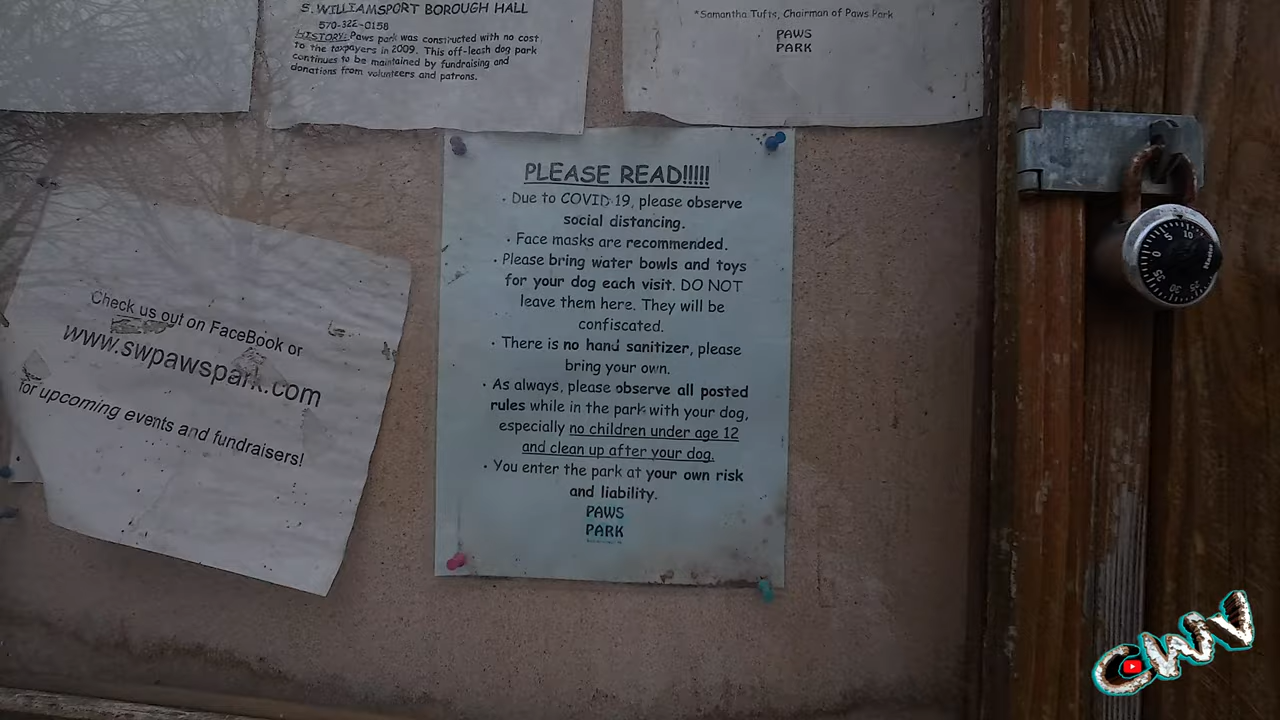 S. WILLIAMSPORT BOROUGH HALL
570-322-0158
HISTORY: Paws park was constructed with no cost
to the taxpayers in 2009. This off-leash dog park
continues to be maintained by fundraising and
donations from volunteers and patrons.
*Samantha Tufts, Chairman of Paws Park
PAWS
PARK
Check us out on FaceBook or
www.swpawspark.com
for upcoming events and fundraisers!
PLEASE READ!!!!!
· Due to COVID 19, please observe
social distancing.
· Face masks are recommended.
· Please bring water bowls and toys
for your dog each visit. DO NOT
leave them here. They will be
confiscated.
· There is no hand sanitizer, please
bring your own.
· As always, please observe all posted
rules while in the park with your dog,
especially no children under age 12
and clean up after your dog.
· You enter the park at your own risk
and liability.
PAWS
PARK
0 5 10 25 30 35
Master
CWV